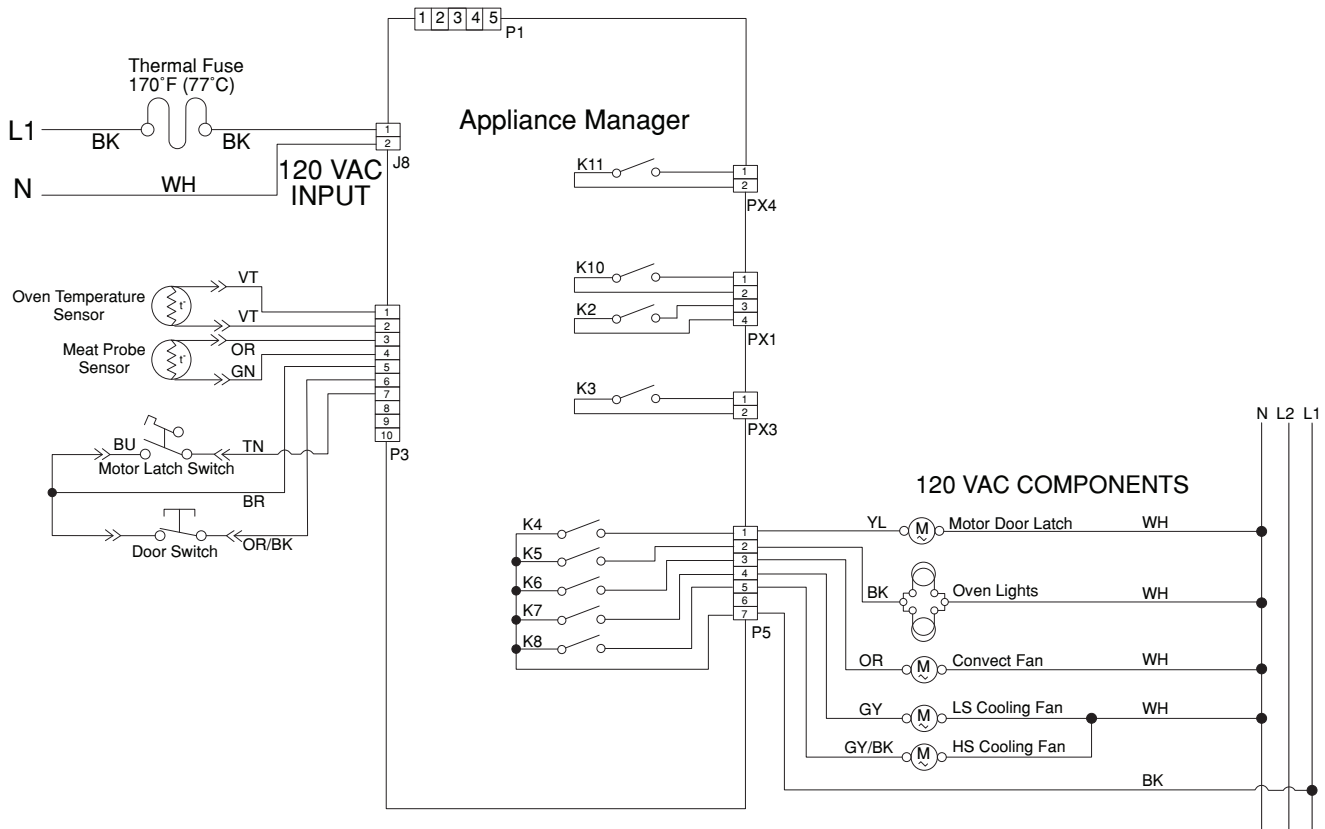 1 2 3 4 5
P1
Thermal Fuse
170˚F (77˚C)
L1
BK
BK
1
2
J8
N
WH
120 VAC
INPUT
Appliance Manager
K11
1
2
PX4
K10
1
2
K2
3
4
PX1
K3
1
2
PX3
Oven Temperature
Sensor
t˚
VT
VT
Meat Probe
Sensor
t˚
OR
GN
1
2
3
4
5
6
7
8
9
10
P3
BU
TN
Motor Latch Switch
BR
Door Switch
OR/BK
K4
K5
K6
K7
K8
1
2
3
4
5
6
7
P5
N L2 L1
120 VAC COMPONENTS
YL
M
Motor Door Latch
WH
BK
Oven Lights
WH
OR
M
Convect Fan
WH
GY
M
LS Cooling Fan
WH
GY/BK
M
HS Cooling Fan
BK